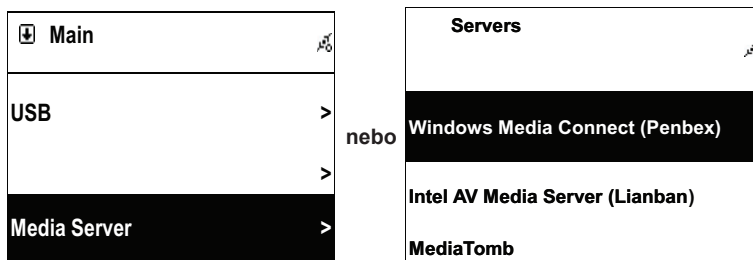 Main
USB >
>
Media Server >
nebo
Servers
Windows Media Connect (Penbex)
Intel AV Media Server (Lianban)
MediaTomb